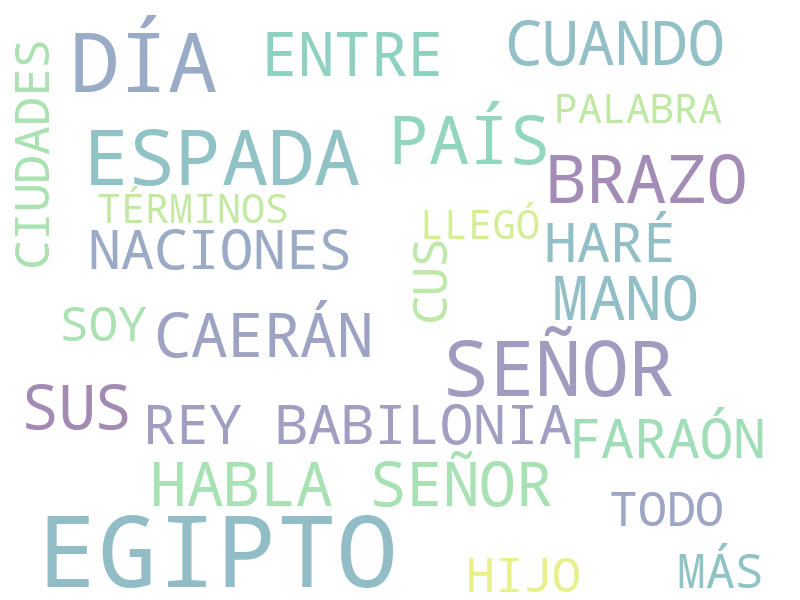 CIUDADES
DÍA
ENTRE
CUANDO
PALABRA
ESPADA
PAÍS
BRAZO
TÉRMINOS
LLEGÓ
NACIONES
CUS
HARÉ
MANO
SOY
CAERÁN
SEÑOR
SUS
REY BABILONIA
FARAÓN
HABLA SEÑOR
TODO
EGIPTO
HIJO
MÁS